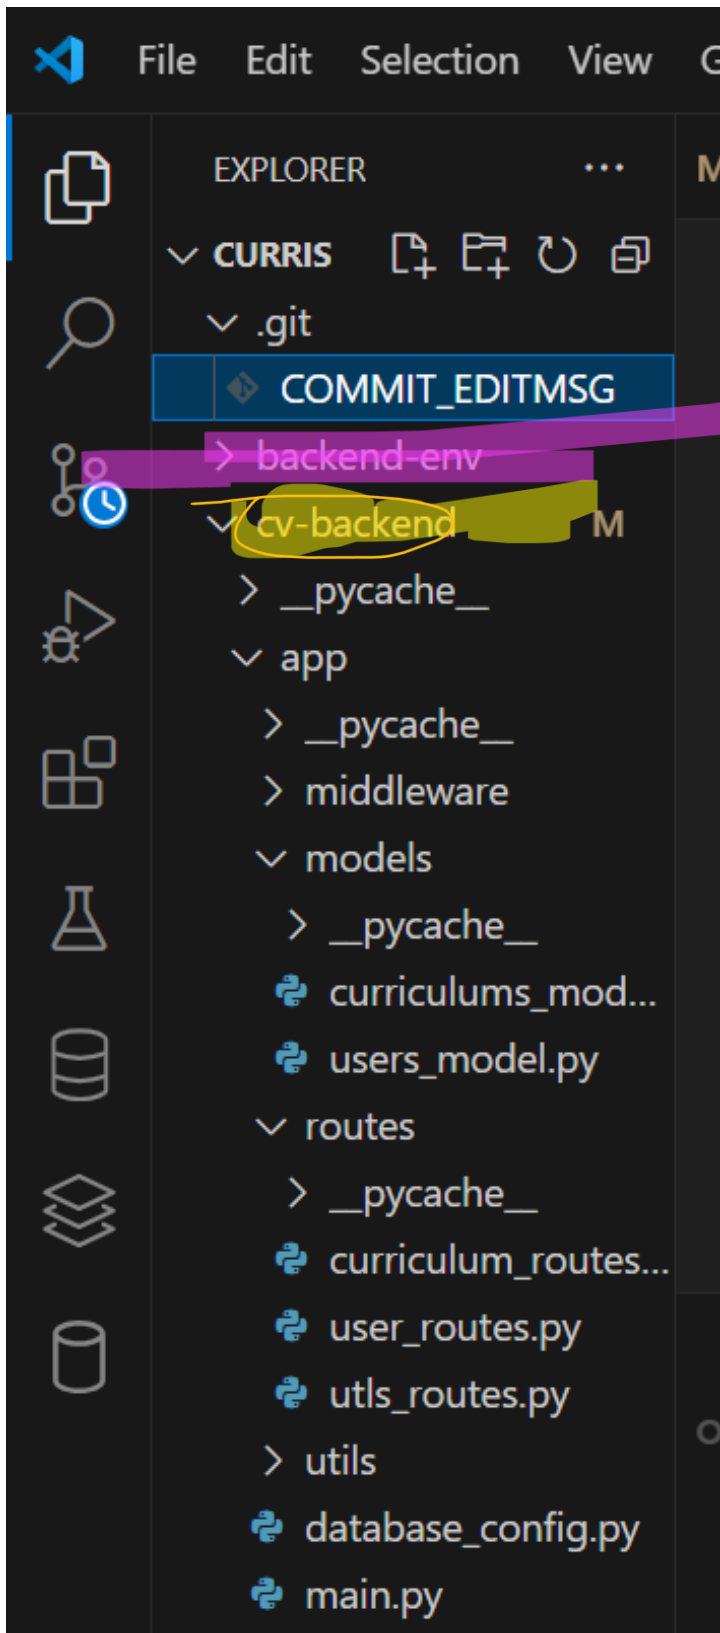 File Edit Selection View G
EXPLORER ...
M
CURRIS
.git
COMMIT_EDITMSG
backend-env
cv-backend M
__pycache__
app
__pycache__
middleware
models
__pycache__
curriculums_mod...
users_model.py
routes
__pycache__
curriculum_routes...
user_routes.py
utls_routes.py
utils
database_config.py
main.py